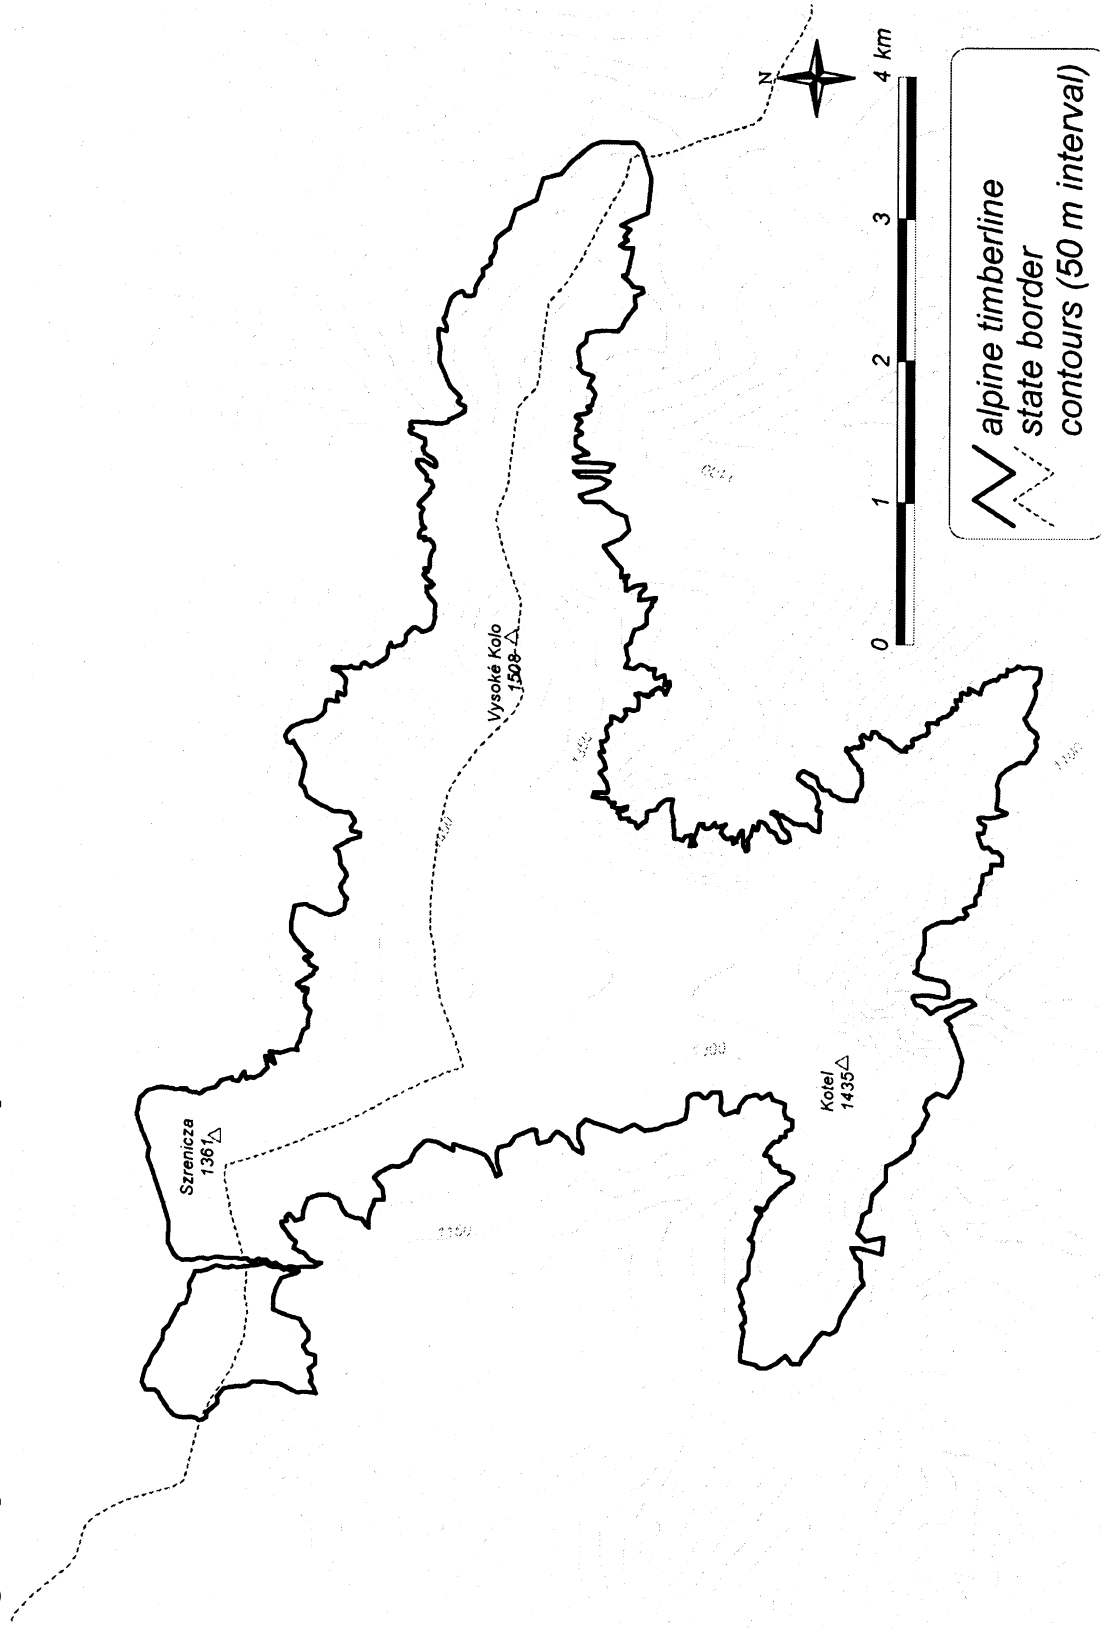 Szrenicza
1361
Vysoké Kolo
1508
Kotel
1435
1300
N
0 1 2 3 4 km
alpine timberline
state border
contours (50 m interval)